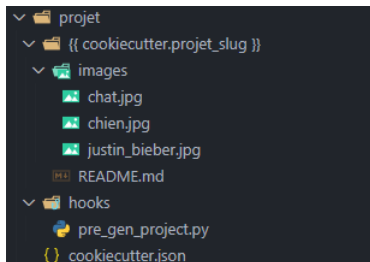 projet
{{ cookiecutter.projet_slug }}
images
chat.jpg
chien.jpg
justin_bieber.jpg
README.md
hooks
pre_gen_project.py
cookiecutter.json